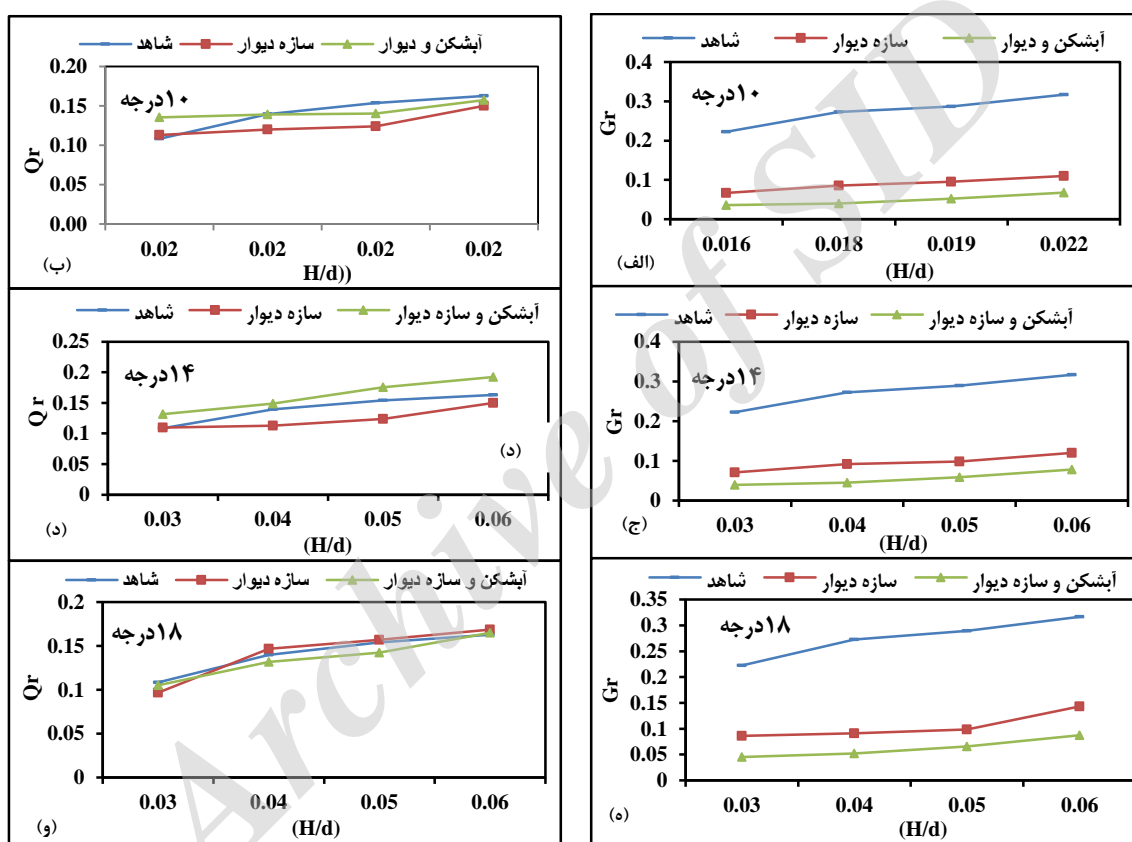 شاهد سازه دیوار آبشکن و دیوار
۱۰درجه
Gr
0.4
0.3
0.2
0.1
0
0.016 0.018 0.019 0.022
(H/d)
(الف)
شاهد سازه دیوار آبشکن و دیوار
۱۰درجه
Qr
0.20
0.15
0.10
0.05
0.00
0.02 0.02 0.02 0.02
H/d))
(ب)
شاهد سازه دیوار آبشکن و سازه دیوار
۱۴درجه
Gr
0.4
0.3
0.2
0.1
0
0.03 0.04 0.05 0.06
(H/d)
(ج)
شاهد سازه دیوار آبشکن و سازه دیوار
۱۴درجه
Qr
0.25
0.2
0.15
0.1
0.05
0
(د)
0.03 0.04 0.05 0.06
(H/d)
(د)
شاهد سازه دیوار آبشکن و سازه دیوار
۱۸درجه
Gr
0.35
0.3
0.25
0.2
0.15
0.1
0.05
0
0.03 0.04 0.05 0.06
(H/d)
(ه)
شاهد سازه دیوار آبشکن و سازه دیوار
۱۸درجه
Qr
0.2
0.15
0.1
0.05
0
0.03 0.04 0.05 0.06
(H/d)
(و)
Archive of SID